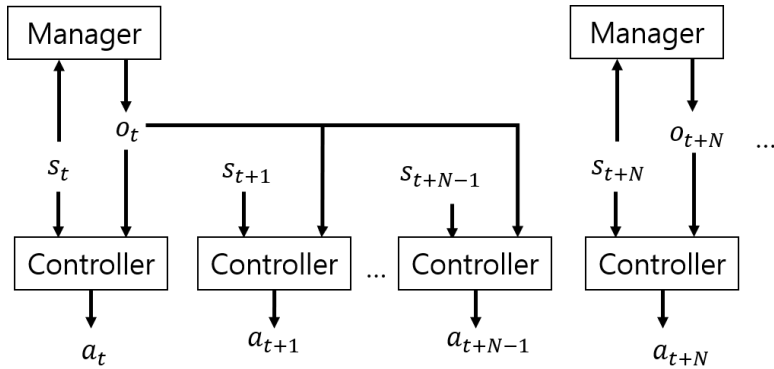 Manager
Manager
o_t
o_{t+N}
...
s_t
s_{t+1}
s_{t+N-1}
s_{t+N}
Controller
Controller
...
Controller
Controller
a_t
a_{t+1}
a_{t+N-1}
a_{t+N}